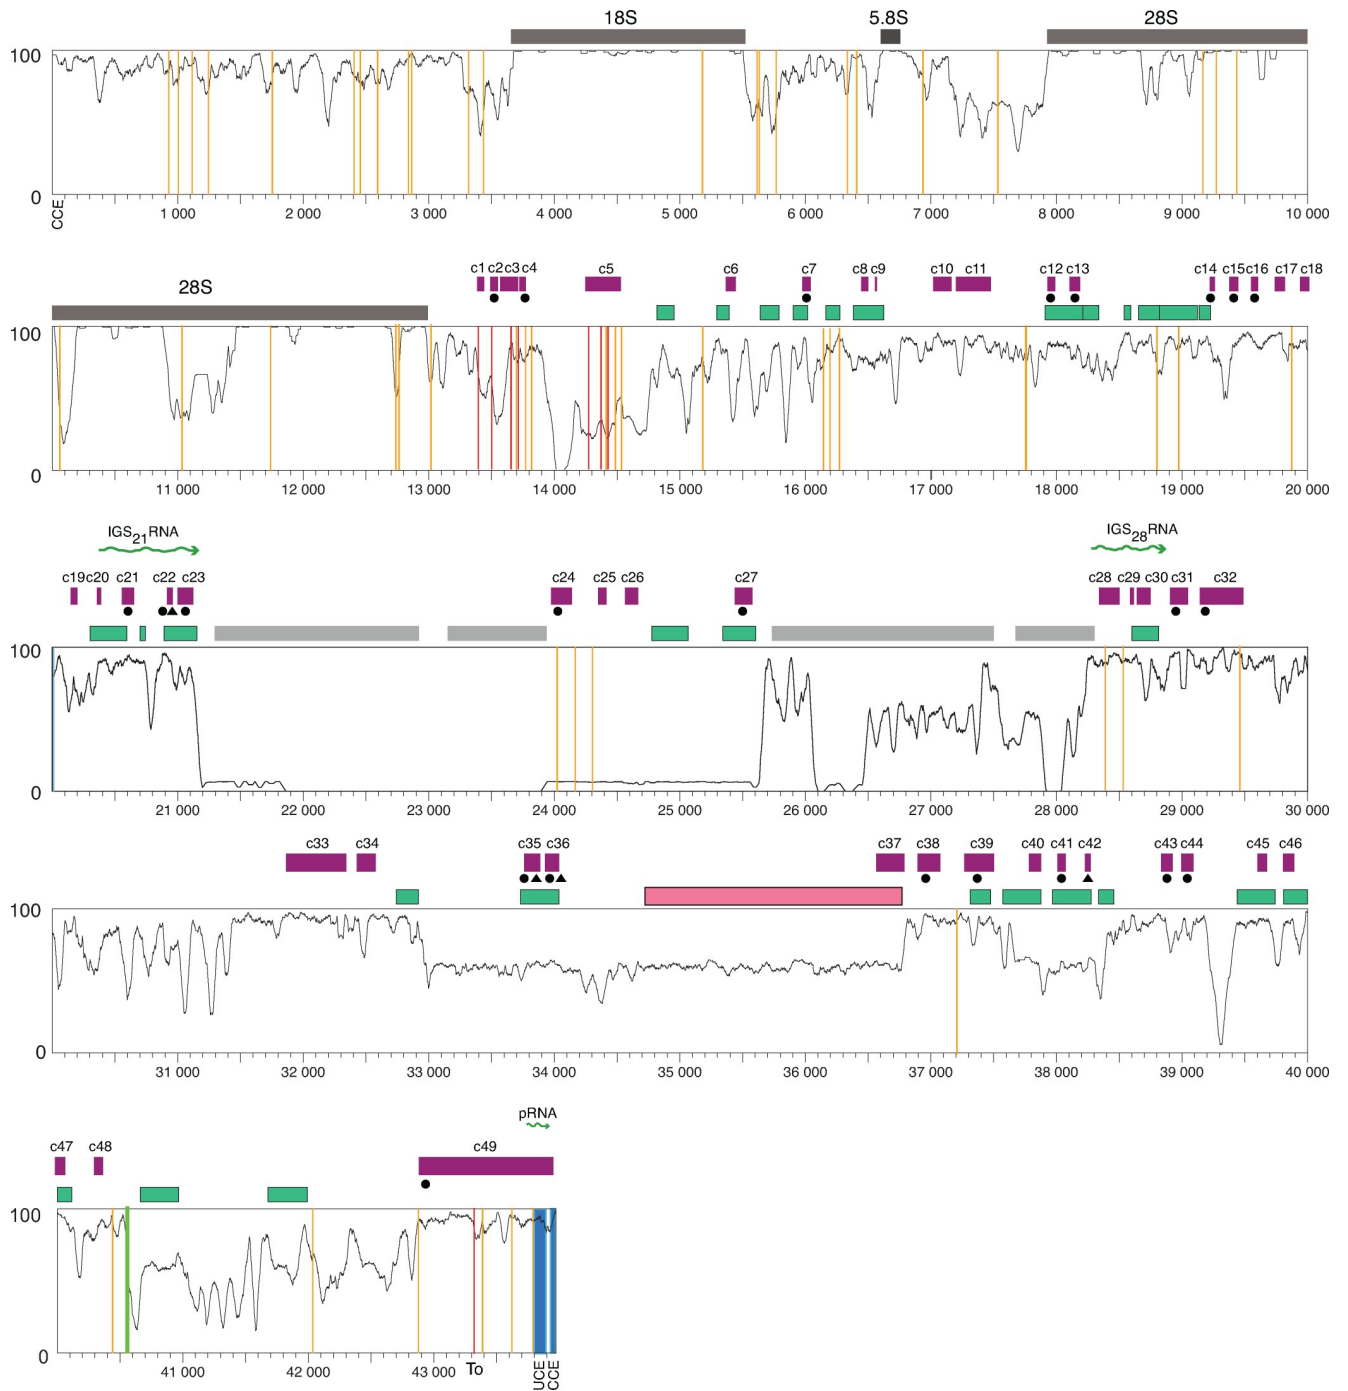 18S 5.8S 28S
100
0
CCE 1 000 2 000 3 000 4 000 5 000 6 000 7 000 8 000 9 000 10 000
28S c1 c2 c3 c4 c5 c6 c7 c8 c9 c10 c11 c12 c13 c14 c15 c16 c17 c18
100
0
11 000 12 000 13 000 14 000 15 000 16 000 17 000 18 000 19 000 20 000
IGS21RNA IGS28RNA
c19 c20 c21 c22 c23 c24 c25 c26 c27 c28 c29 c30 c31 c32
100
0
21 000 22 000 23 000 24 000 25 000 26 000 27 000 28 000 29 000 30 000
c33 c34 c35 c36 c37 c38 c39 c40 c41 c42 c43 c44 c45 c46
100
0
31 000 32 000 33 000 34 000 35 000 36 000 37 000 38 000 39 000 40 000
pRNA
c47 c48 c49
100
0
41 000 42 000 43 000 To UCE CCE